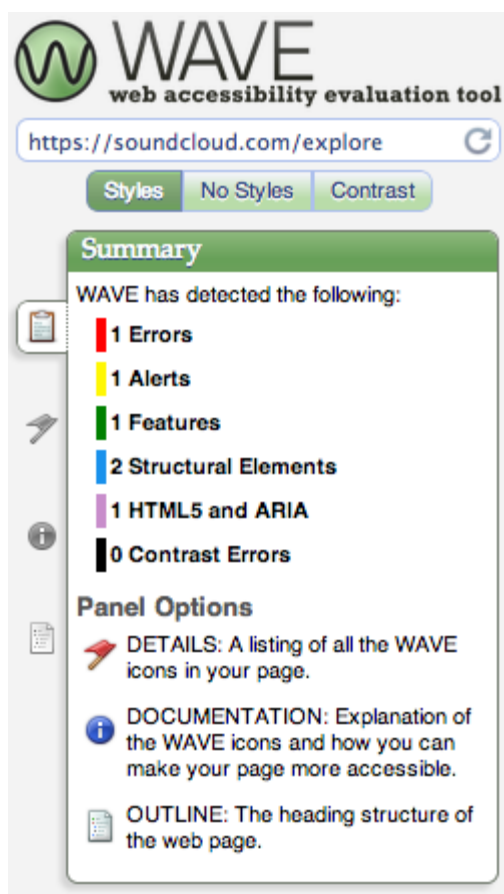 WAVE
web accessibility evaluation tool
https://soundcloud.com/explore
Styles No Styles Contrast
Summary
WAVE has detected the following:
1 Errors
1 Alerts
1 Features
2 Structural Elements
1 HTML5 and ARIA
0 Contrast Errors
Panel Options
DETAILS: A listing of all the WAVE
icons in your page.
DOCUMENTATION: Explanation of
the WAVE icons and how you can
make your page more accessible.
OUTLINE: The heading structure of
the web page.